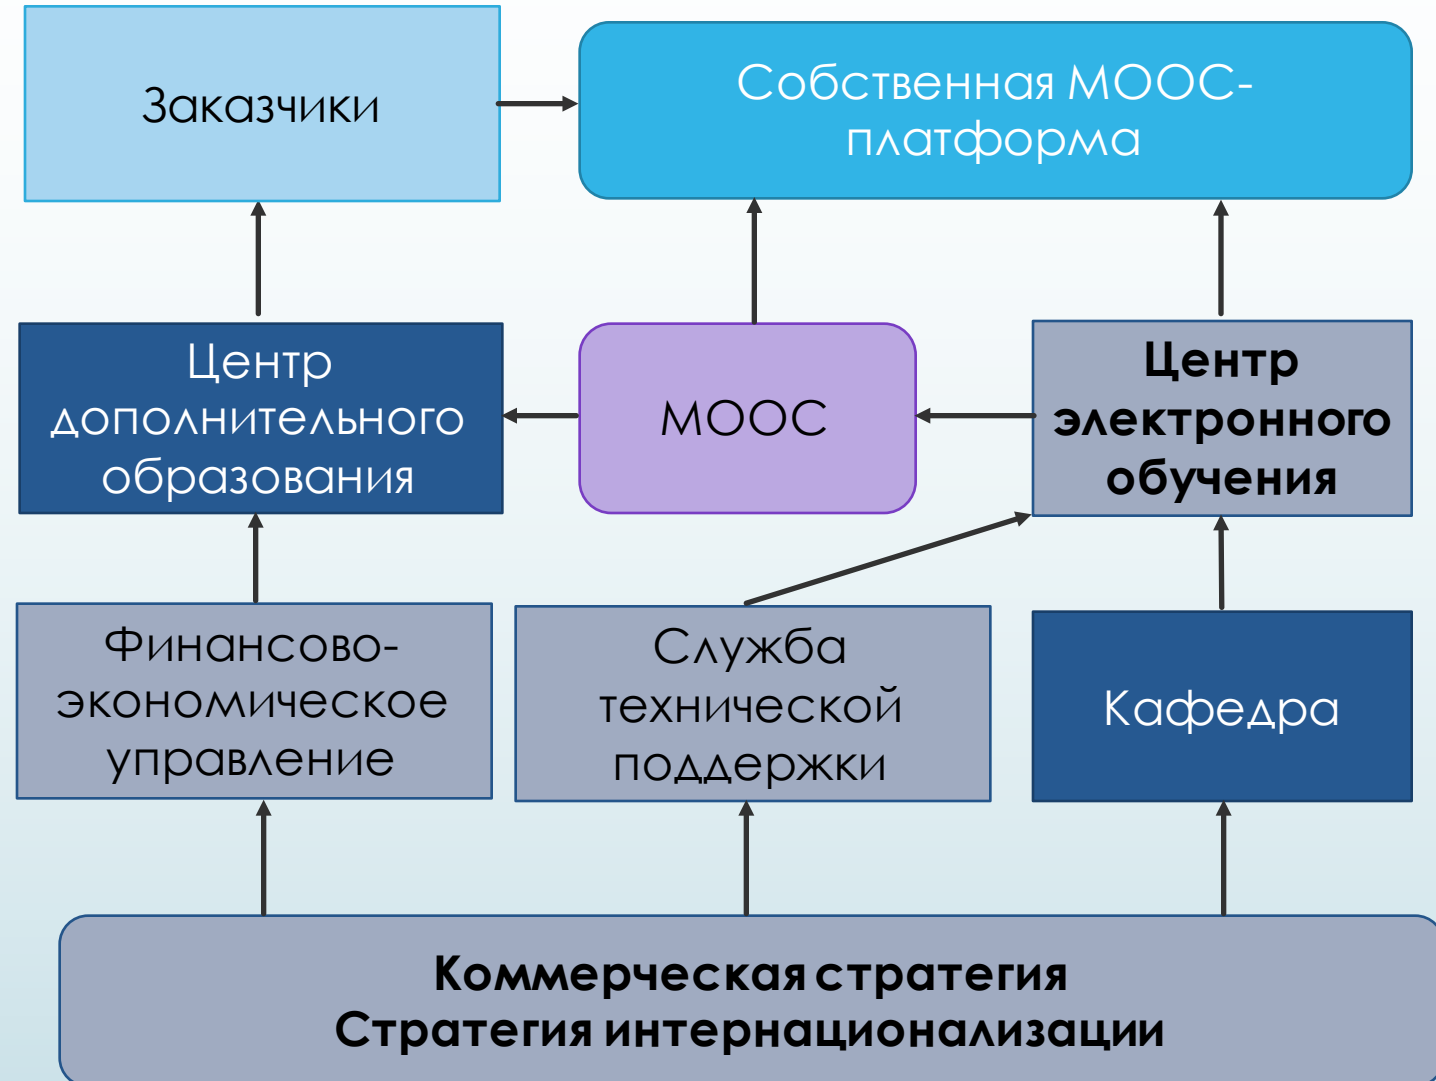 Заказчики
Собственная МООС-
платформа
Центр
дополнительного
образования
МООС
Центр
электронного
обучения
Финансово-
экономическое
управление
Служба
технической
поддержки
Кафедра
Коммерческая стратегия
Стратегия интернационализации